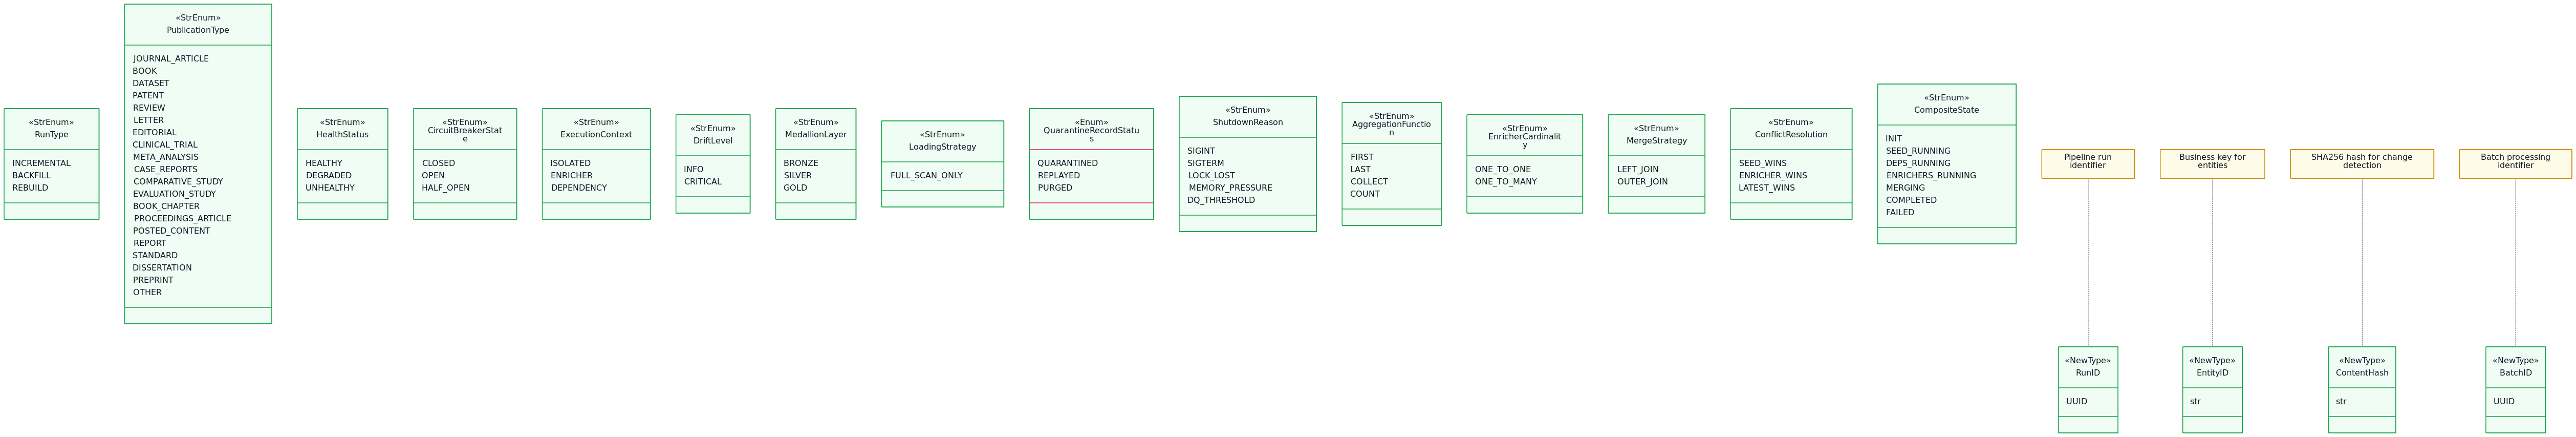 «StrEnum»
RunType
INCREMENTAL
BACKFILL
REBUILD
«StrEnum»
PublicationType
JOURNAL_ARTICLE
BOOK
DATASET
PATENT
REVIEW
LETTER
EDITORIAL
CLINICAL_TRIAL
META_ANALYSIS
CASE_REPORTS
COMPARATIVE_STUDY
EVALUATION_STUDY
BOOK_CHAPTER
PROCEEDINGS_ARTICLE
POSTED_CONTENT
REPORT
STANDARD
DISSERTATION
PREPRINT
OTHER
«StrEnum»
HealthStatus
HEALTHY
DEGRADED
UNHEALTHY
«StrEnum»
CircuitBreakerStat
e
CLOSED
OPEN
HALF_OPEN
«StrEnum»
ExecutionContext
ISOLATED
ENRICHER
DEPENDENCY
«StrEnum»
DriftLevel
INFO
CRITICAL
«StrEnum»
MedallionLayer
BRONZE
SILVER
GOLD
«StrEnum»
LoadingStrategy
FULL_SCAN_ONLY
«Enum»
QuarantineRecordStatu
s
QUARANTINED
REPLAYED
PURGED
«StrEnum»
ShutdownReason
SIGINT
SIGTERM
LOCK_LOST
MEMORY_PRESSURE
DQ_THRESHOLD
«StrEnum»
AggregationFunctio
n
FIRST
LAST
COLLECT
COUNT
«StrEnum»
EnricherCardinalit
y
ONE_TO_ONE
ONE_TO_MANY
«StrEnum»
MergeStrategy
LEFT_JOIN
OUTER_JOIN
«StrEnum»
ConflictResolution
SEED_WINS
ENRICHER_WINS
LATEST_WINS
«StrEnum»
CompositeState
INIT
SEED_RUNNING
DEPS_RUNNING
ENRICHERS_RUNNING
MERGING
COMPLETED
FAILED
Pipeline run
identifier
Business key for
entities
SHA256 hash for change
detection
Batch processing
identifier
«NewType»
RunID
UUID
«NewType»
EntityID
str
«NewType»
ContentHash
str
«NewType»
BatchID
UUID